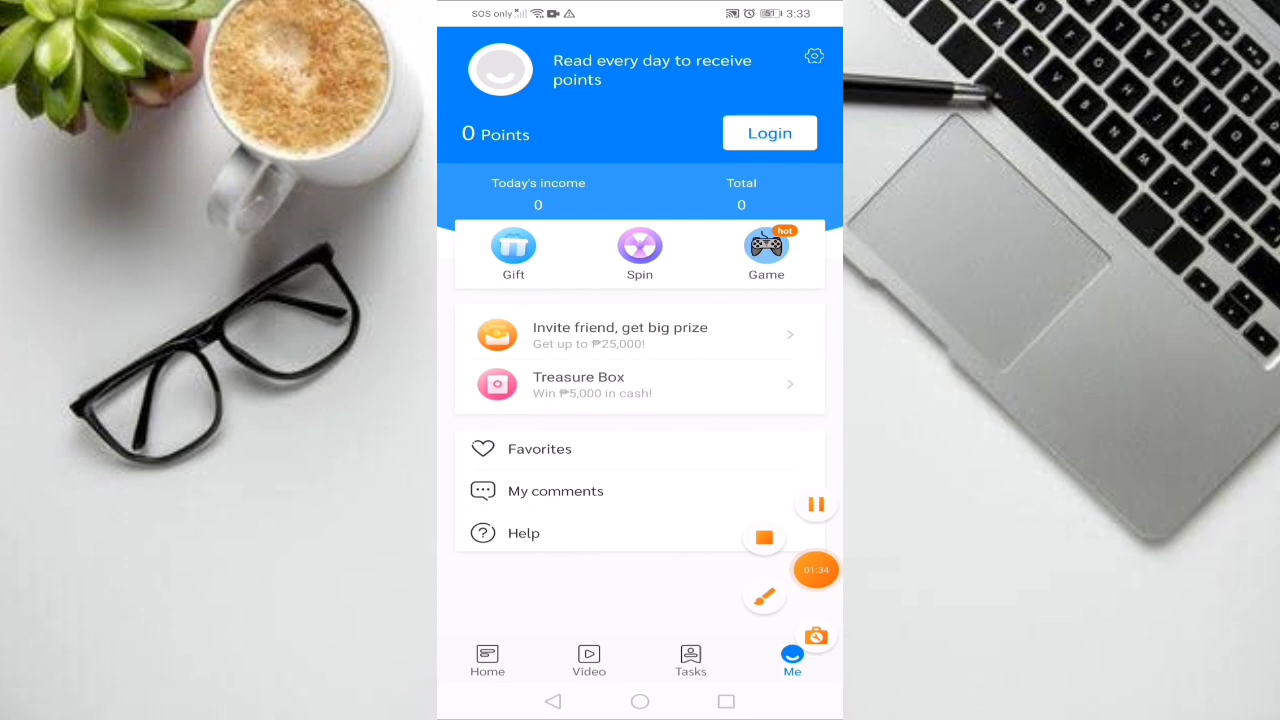 SOS only
51
3:33
Read every day to receive
points
0 Points
Login
Today's income
Total
0
0
hot
Gift
Spin
Game
Invite friend, get big prize
Get up to ₱25,000!
Treasure Box
Win ₱5,000 in cash!
Favorites
My comments
Help
01:34
Home
Video
Tasks
Me